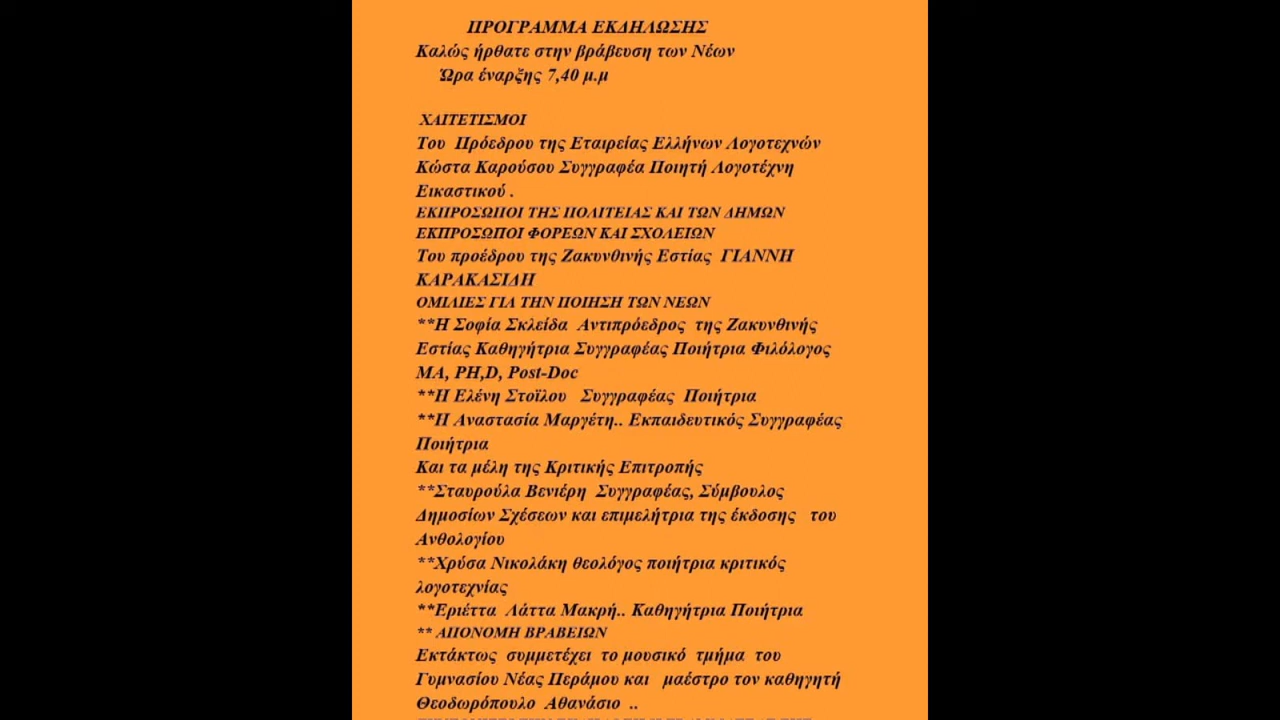 ΠΡΟΓΡΑΜΜΑ ΕΚΔΗΛΩΣΗΣ
Καλώς ήρθατε στην βράβευση των Νέων
Ώρα έναρξης 7,40 μ.μ
ΧΑΙΤΕΤΙΣΜΟΙ
Του Πρόεδρου της Εταιρείας Ελλήνων Λογοτεχνών
Κώστα Καρούσου Συγγραφέα Ποιητή Λογοτέχνη
Εικαστικού .
ΕΚΠΡΟΣΩΠΟΙ ΤΗΣ ΠΟΛΙΤΕΙΑΣ ΚΑΙ ΤΩΝ ΔΗΜΩΝ
ΕΚΠΡΟΣΩΠΟΙ ΦΟΡΕΩΝ ΚΑΙ ΣΧΟΛΕΙΩΝ
Του προέδρου της Ζακυνθινής Εστίας ΓΙΑΝΝΗ
ΚΑΡΑΚΑΣΙΔΗ
ΟΜΙΛΙΕΣ ΓΙΑ ΤΗΝ ΠΟΙΗΣΗ ΤΩΝ ΝΕΩΝ
**Η Σοφία Σκλείδα Αντιπρόεδρος της Ζακυνθινής
Εστίας Καθηγήτρια Συγγραφέας Ποιήτρια Φιλόλογος
MA, PH,D, Post-Doc
**Η Ελένη Στοϊλου Συγγραφέας Ποιήτρια
**Η Αναστασία Μαργέτη.. Εκπαιδευτικός Συγγραφέας
Ποιήτρια
Και τα μέλη της Κριτικής Επιτροπής
**Σταυρούλα Βενιέρη Συγγραφέας, Σύμβουλος
Δημοσίων Σχέσεων και επιμελήτρια της έκδοσης του
Ανθολογίου
**Χρύσα Νικολάκη θεολόγος ποιήτρια κριτικός
λογοτεχνίας
**Εριέττα Λάττα Μακρή.. Καθηγήτρια Ποιήτρια
** ΑΠΟΝΟΜΗ ΒΡΑΒΕΙΩΝ
Εκτάκτως συμμετέχει το μουσικό τμήμα του
Γυμνασίου Νέας Περάμου και μαέστρο τον καθηγητή
Θεοδωρόπουλο Αθανάσιο ..